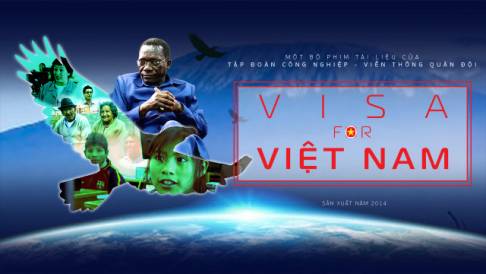 MỘT BỘ PHIM TÀI LIỆU CỦA
TẬP ĐOÀN CÔNG NGHIỆP - VIỄN THÔNG QUÂN ĐỘI
VISA
FOR
VIỆT NAM
SẢN XUẤT NĂM 2014